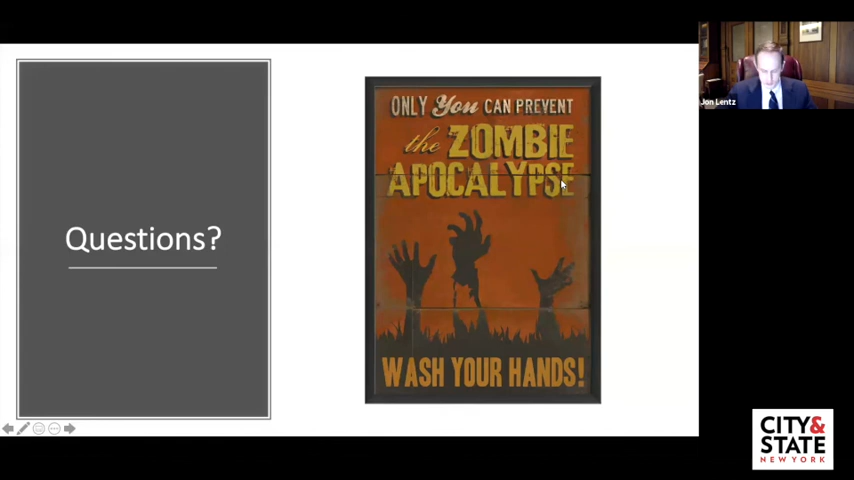 Questions?
ONLY You CAN PREVENT
the ZOMBIE
APOCALYPSE
WASH YOUR HANDS!
Jon Lentz
CITY&
STATE
NEW YORK